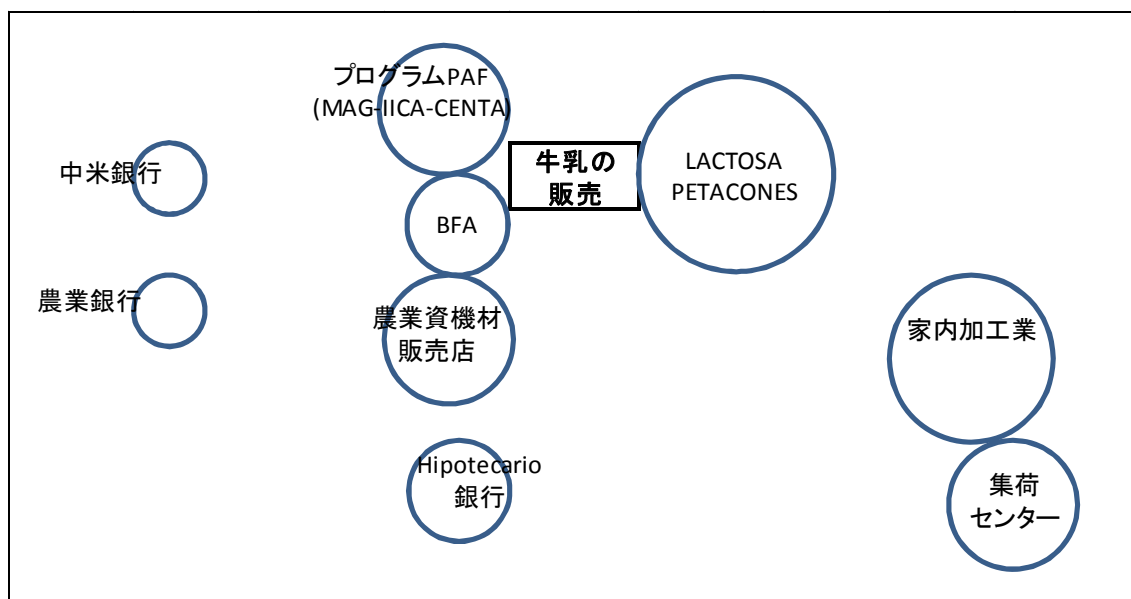 プログラムPAF
(MAG-IICA-CENTA)
中米銀行
牛乳の
販売
LACTOSA
PETACONES
BFA
農業銀行
農業資機材
販売店
家内加工業
Hipotecario
銀行
集荷
センター